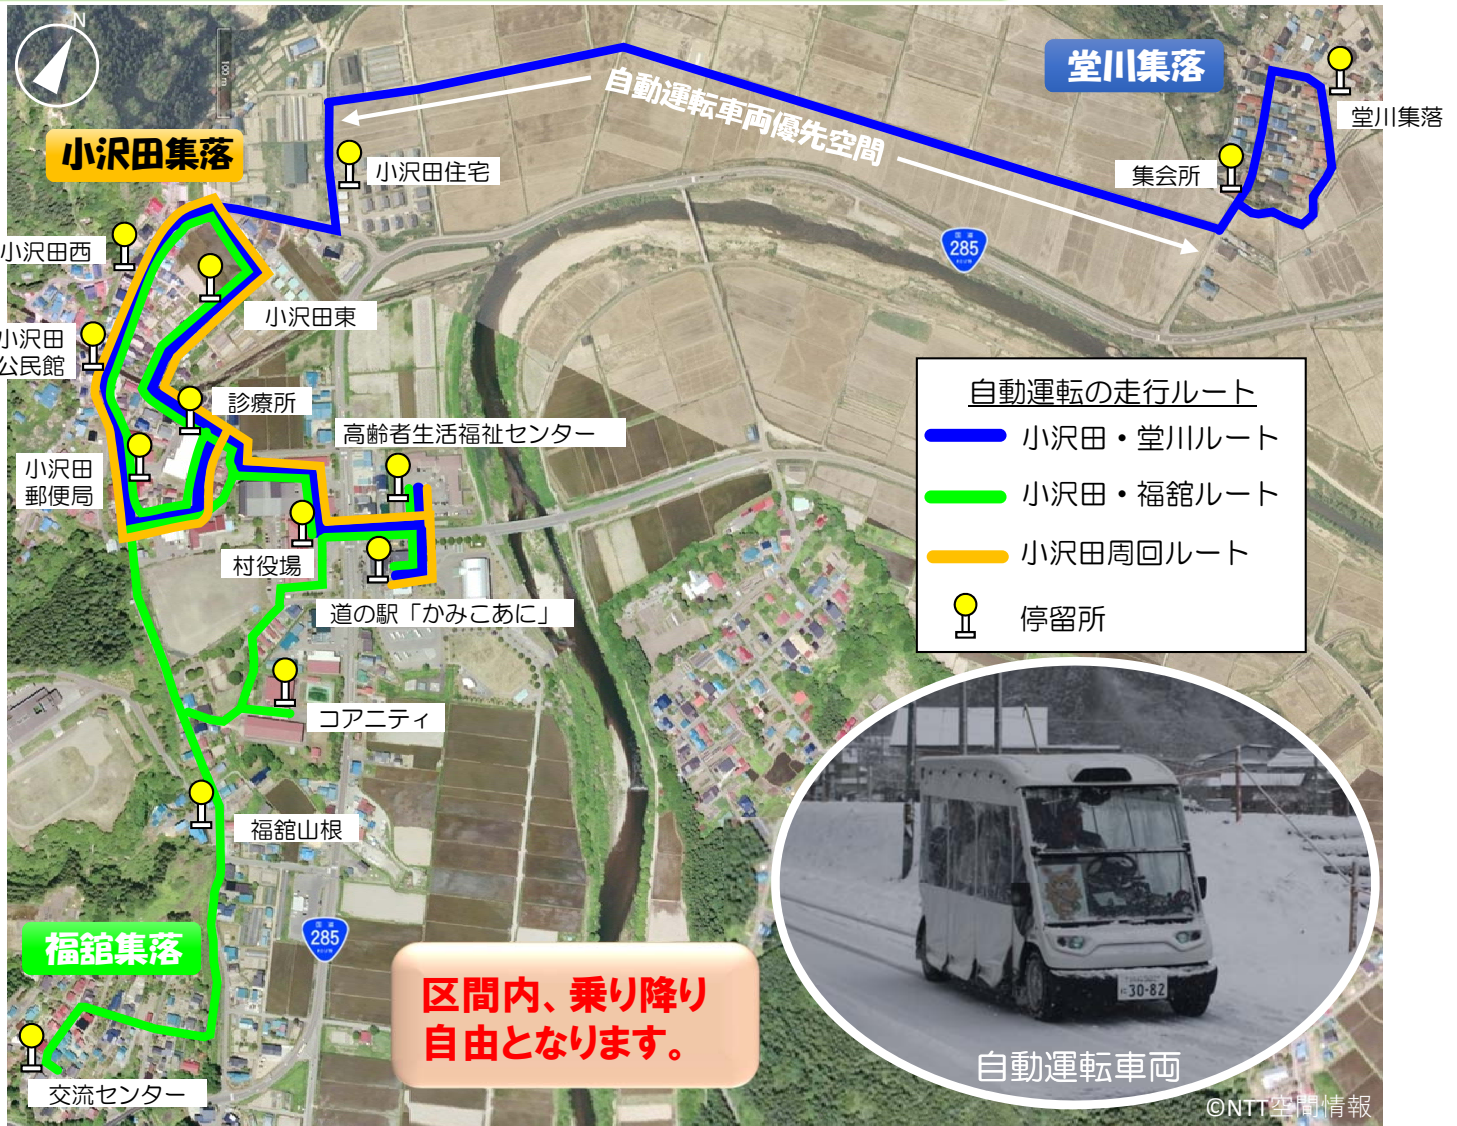 N
100 m
堂川集落
自動運転車両優先空間
堂川集落
小沢田集落
小沢田住宅
集会所
小沢田西
国道
285
小沢田東
小沢田
公民館
診療所
高齢者生活福祉センター
小沢田
郵便局
村役場
道の駅「かみこあに」
コアニティ
福舘山根
福舘集落
国道
285
交流センター
自動運転の走行ルート
小沢田・堂川ルート
小沢田・福舘ルート
小沢田周回ルート
停留所
区間内、乗り降り
自由となります。
30-82
自動運転車両
©NTT空間情報